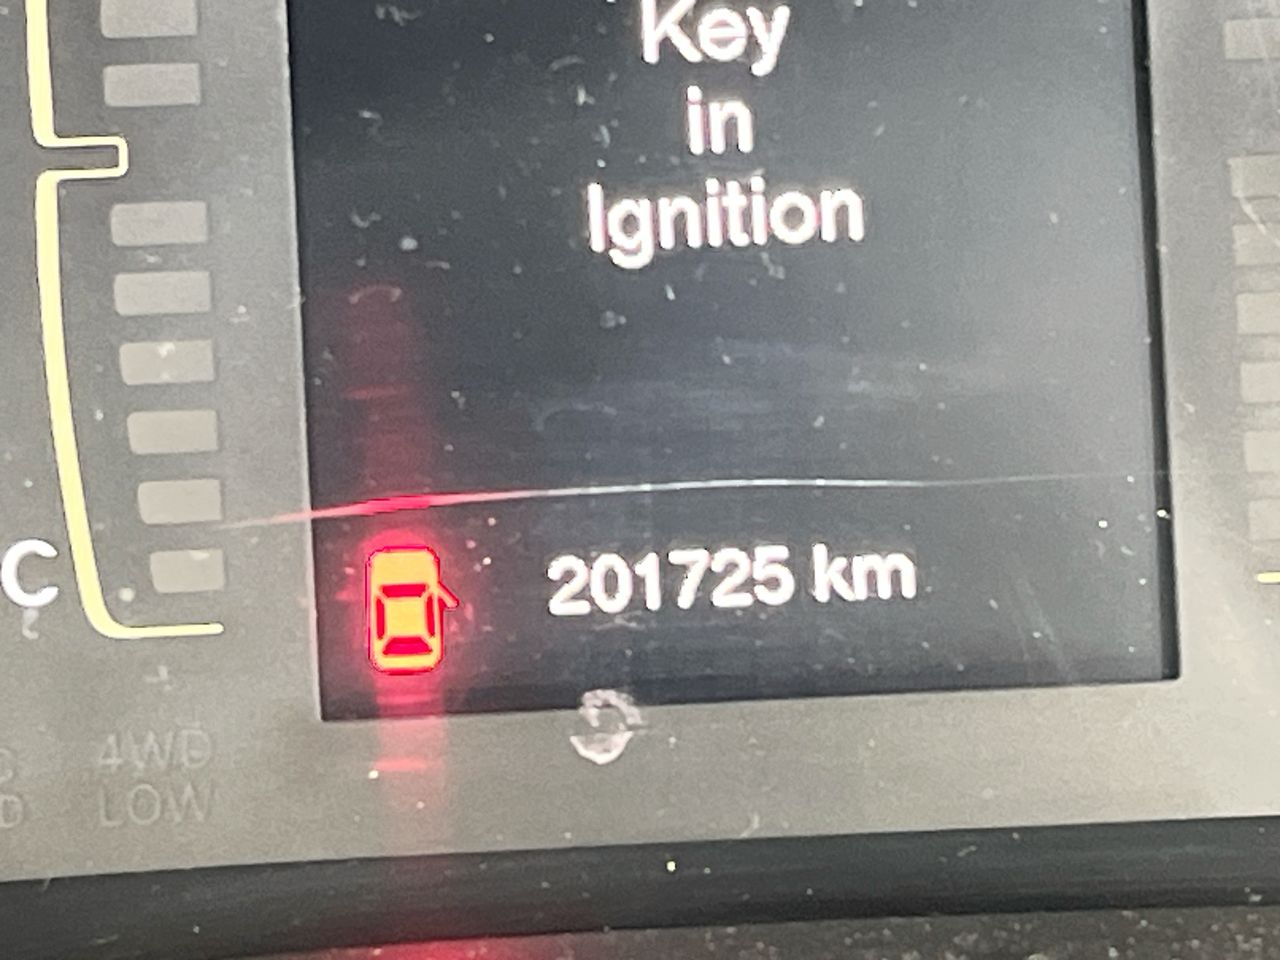 Key
in
Ignition
C
201725 km
4WD
LOW